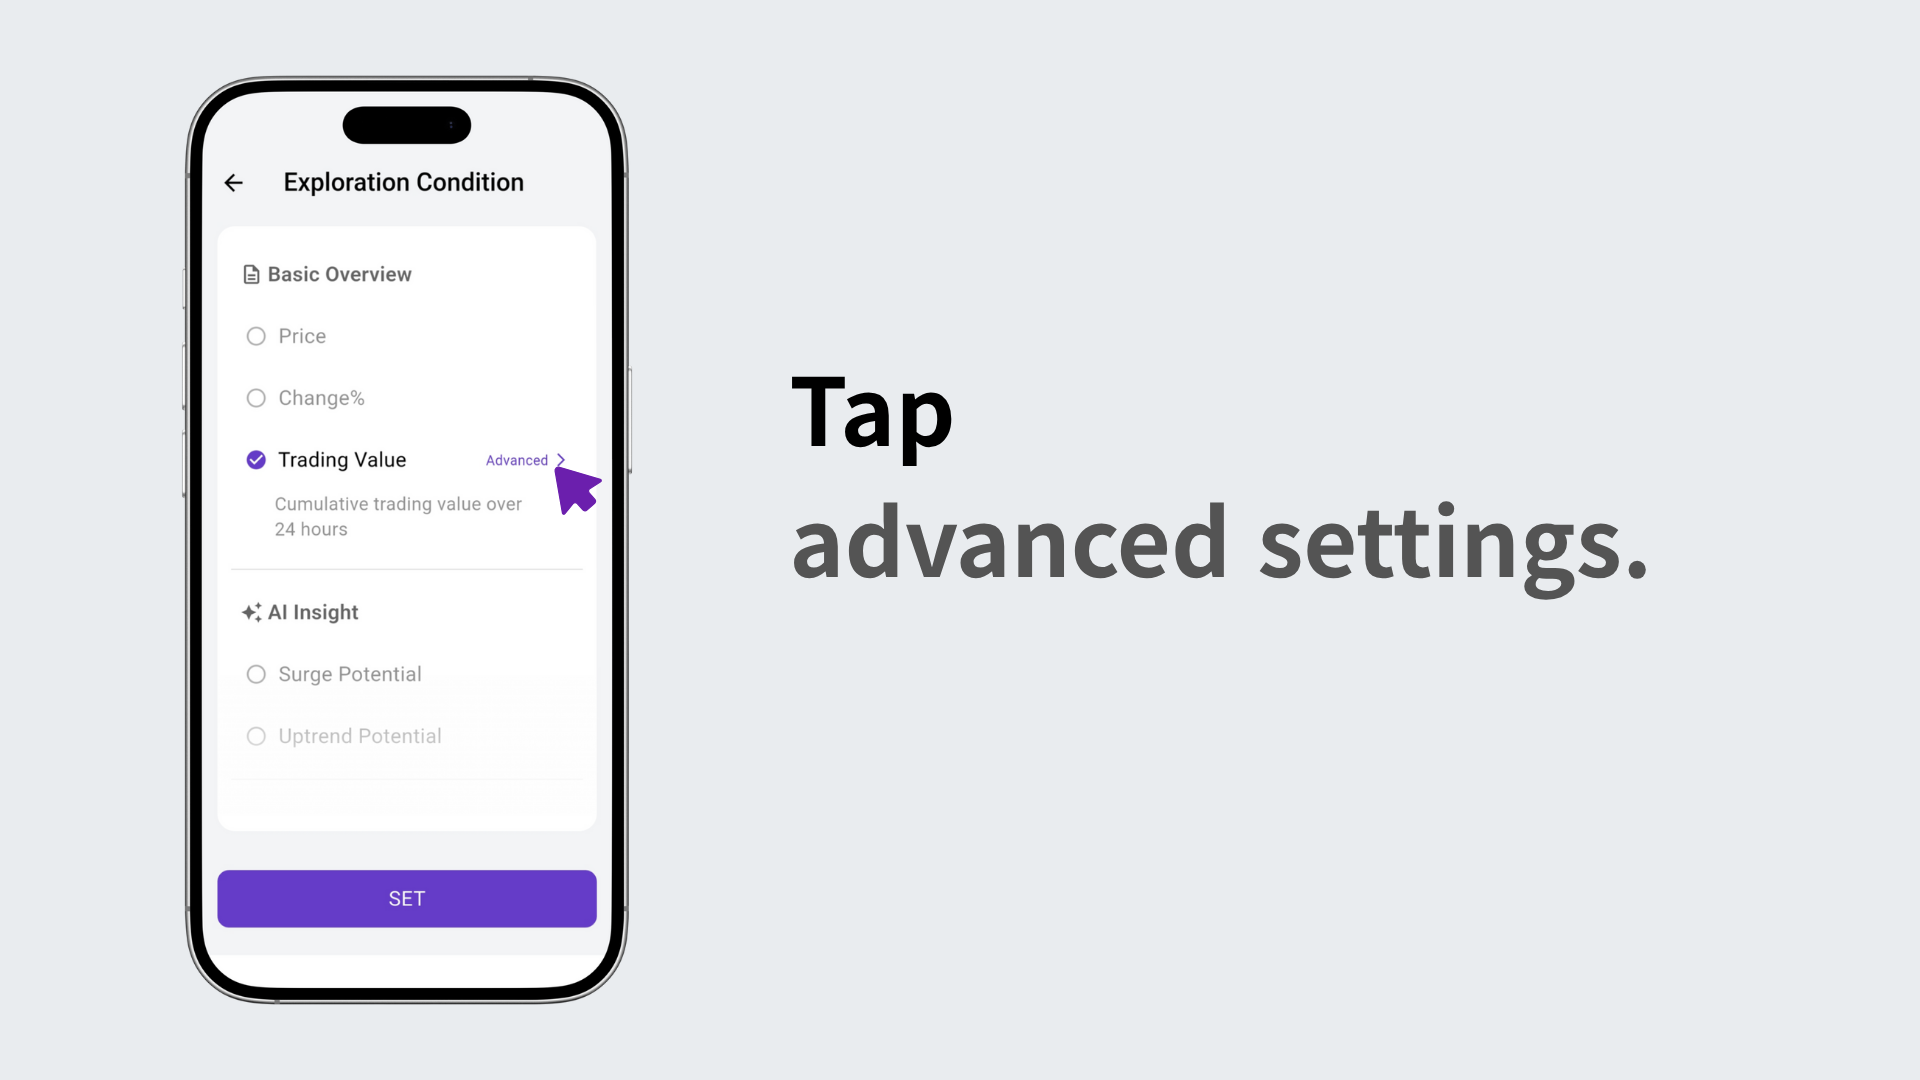 Exploration Condition
Basic Overview
Price
Change%
Trading Value
Advanced
Cumulative trading value over
24 hours
AI Insight
Surge Potential
Uptrend Potential
SET
Tap
advanced settings.